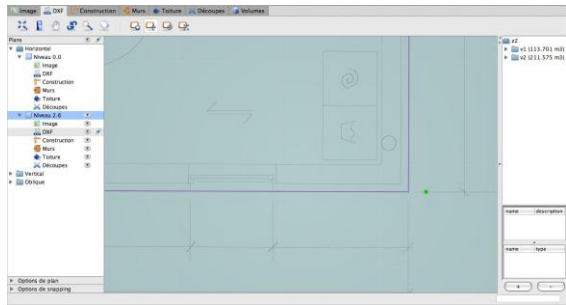 Image DXF Construction Murs Toiture Découpes Volumes
Plans
Horizontal
Niveau 0.0
Image
DXF
Construction
Murs
Toiture
Découpes
Niveau 2.6
Image
DXF
Construction
Murs
Toiture
Découpes
Vertical
Oblique
Options de plan
Options de snapping
v2
v1 (113.701 m3)
v2 (211.575 m3)
name description
name type
+ -